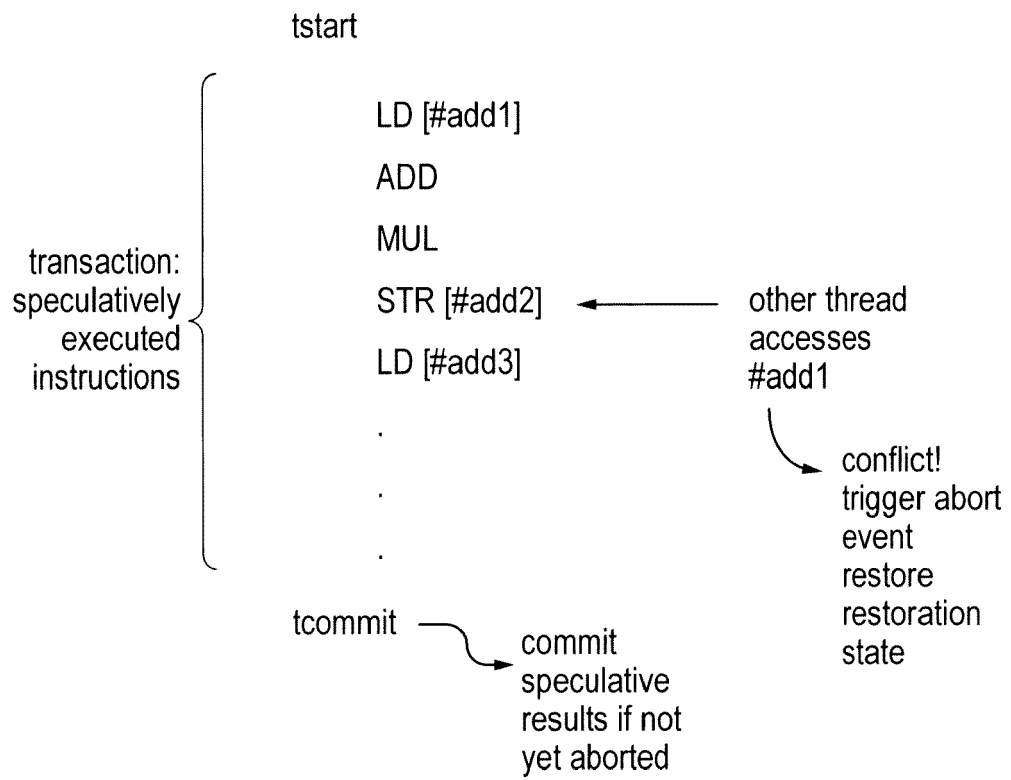 tstart
LD [#add1]
ADD
MUL
transaction:
speculatively
executed
instructions
STR [#add2]
LD [#add3]
.
.
.
other thread
accesses
#add1
conflict!
trigger abort
event
restore
restoration
state
tcommit
commit
speculative
results if not
yet aborted